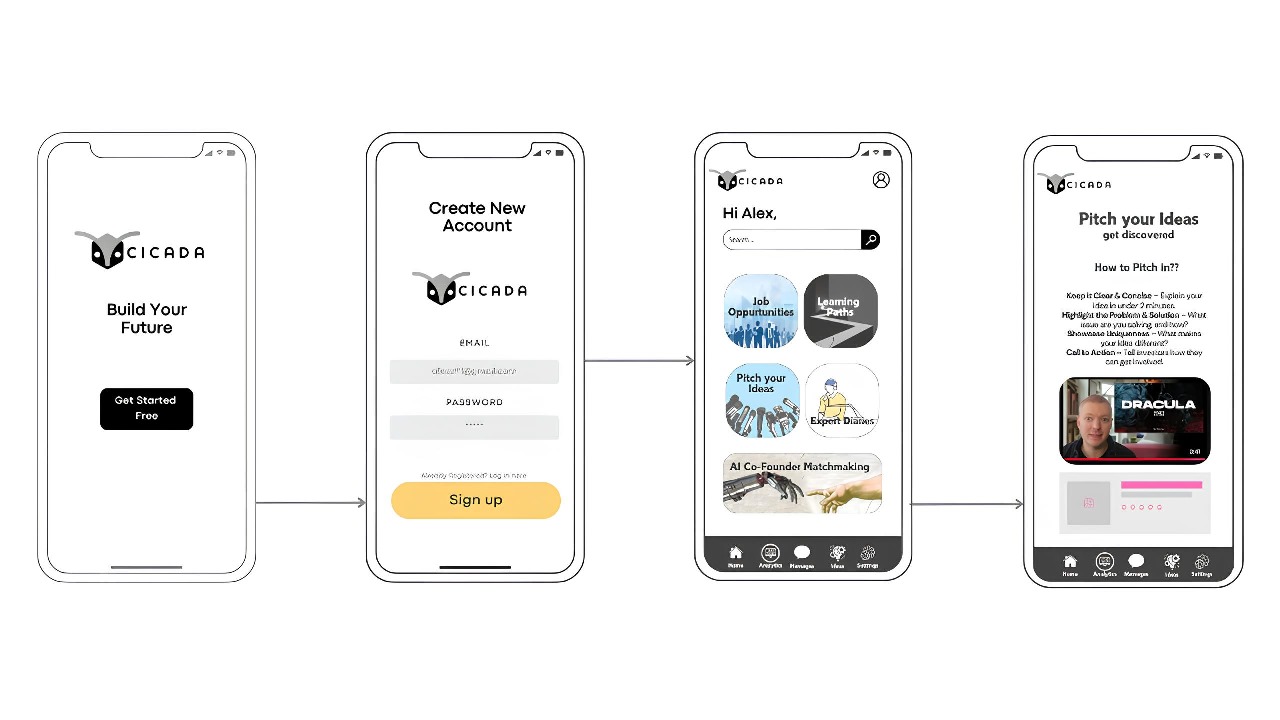 CICADA
Build Your
Future
Get Started
Free
Create New
Account
CICADA
EMAIL
PASSWORD
*****
Already Registered? Log in here
Sign up
CICADA
Hi Alex,
Search..
Job
Oppurtunities
Learning
Paths
Pitch your
Ideas
Expert Diaries
AI Co-Founder Matchmaking
Home
Analytics
Messages
Ideas
Settings
CICADA
Pitch your Ideas
get discovered
How to Pitch In??
Keep it Clear & Concise – Explain your
idea in under 2 minutes.
Highlight the Problem & Solution – What
issue are you solving, and how?
Showcase Uniqueness – What makes
your idea different?
Call to Action – Tell investors how they
can get involved.
DRACULA
Home
Analytics
Messages
Ideas
Settings